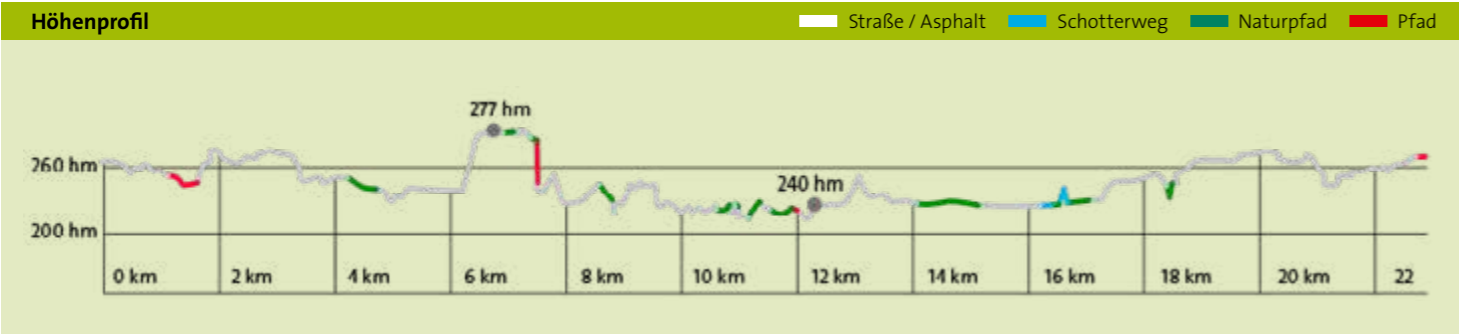 Höhenprofil Straße / Asphalt Schotterweg Naturpfad Pfad
277 hm
260 hm
240 hm
200 hm
0 km 2 km 4 km 6 km 8 km 10 km 12 km 14 km 16 km 18 km 20 km 22